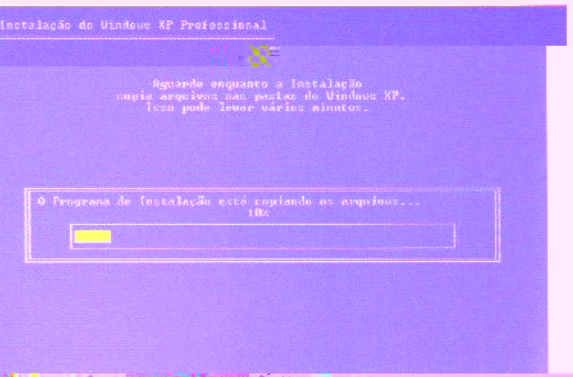 Instalação do Windows XP Professional
Aguarde enquanto a Instalação
copia arquivos nas pastas do Windows XP.
Isso pode levar vários minutos.
O Programa de Instalação está copiando os arquivos...
10%